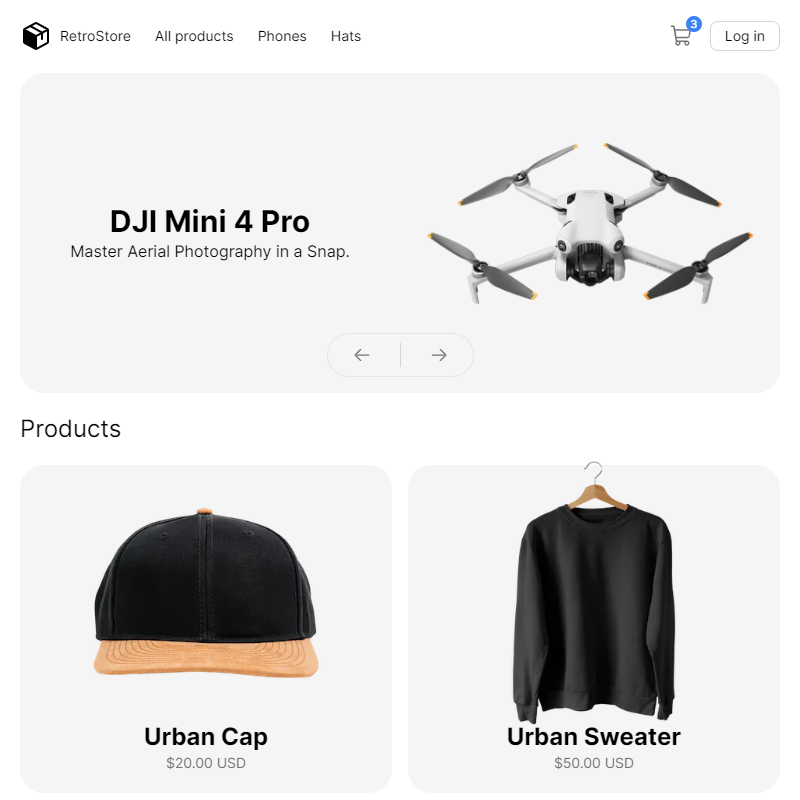 RetroStore
All products
Phones
Hats
3
Log in
DJI Mini 4 Pro
Master Aerial Photography in a Snap.
Products
Urban Cap
$20.00 USD
Urban Sweater
$50.00 USD